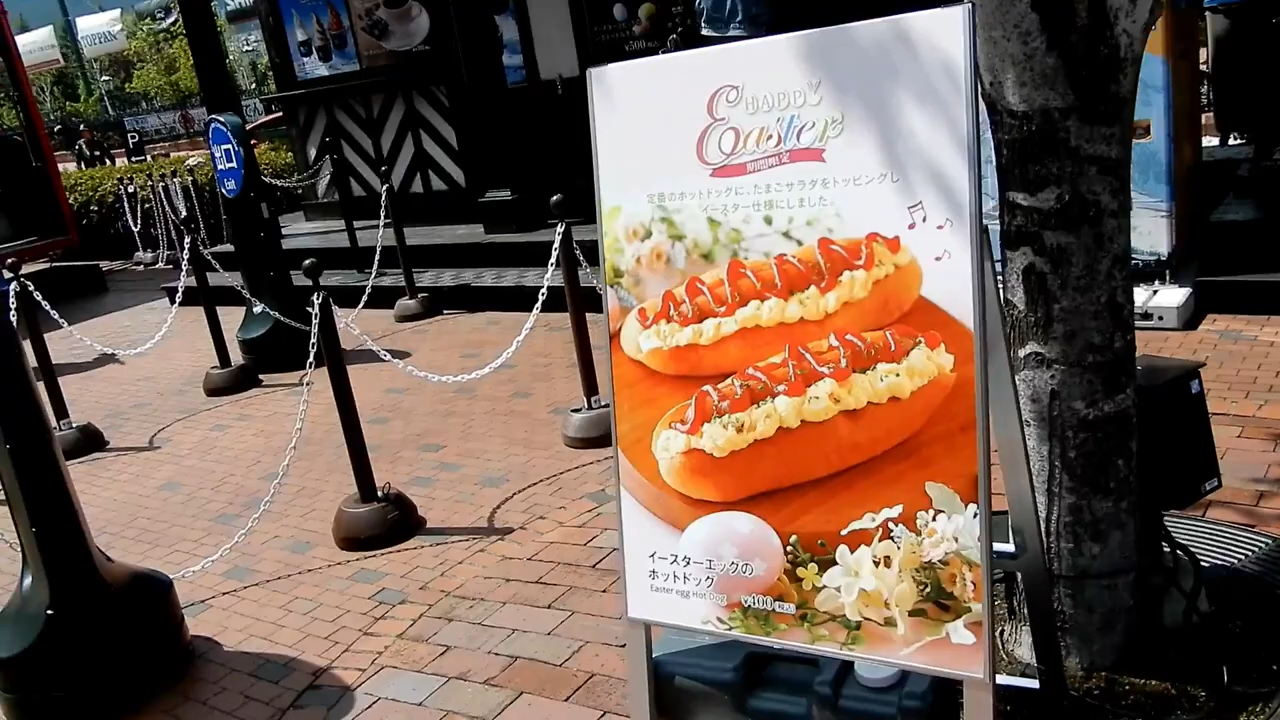 TOPPAN
P
出口
Exit
¥500
HAPPY
Easter
期間限定
定番のホットドッグに、たまごサラダをトッピングし
イースター仕様にしました。
イースターエッグの
ホットドッグ
Easter egg Hot Dog
¥400(税込)